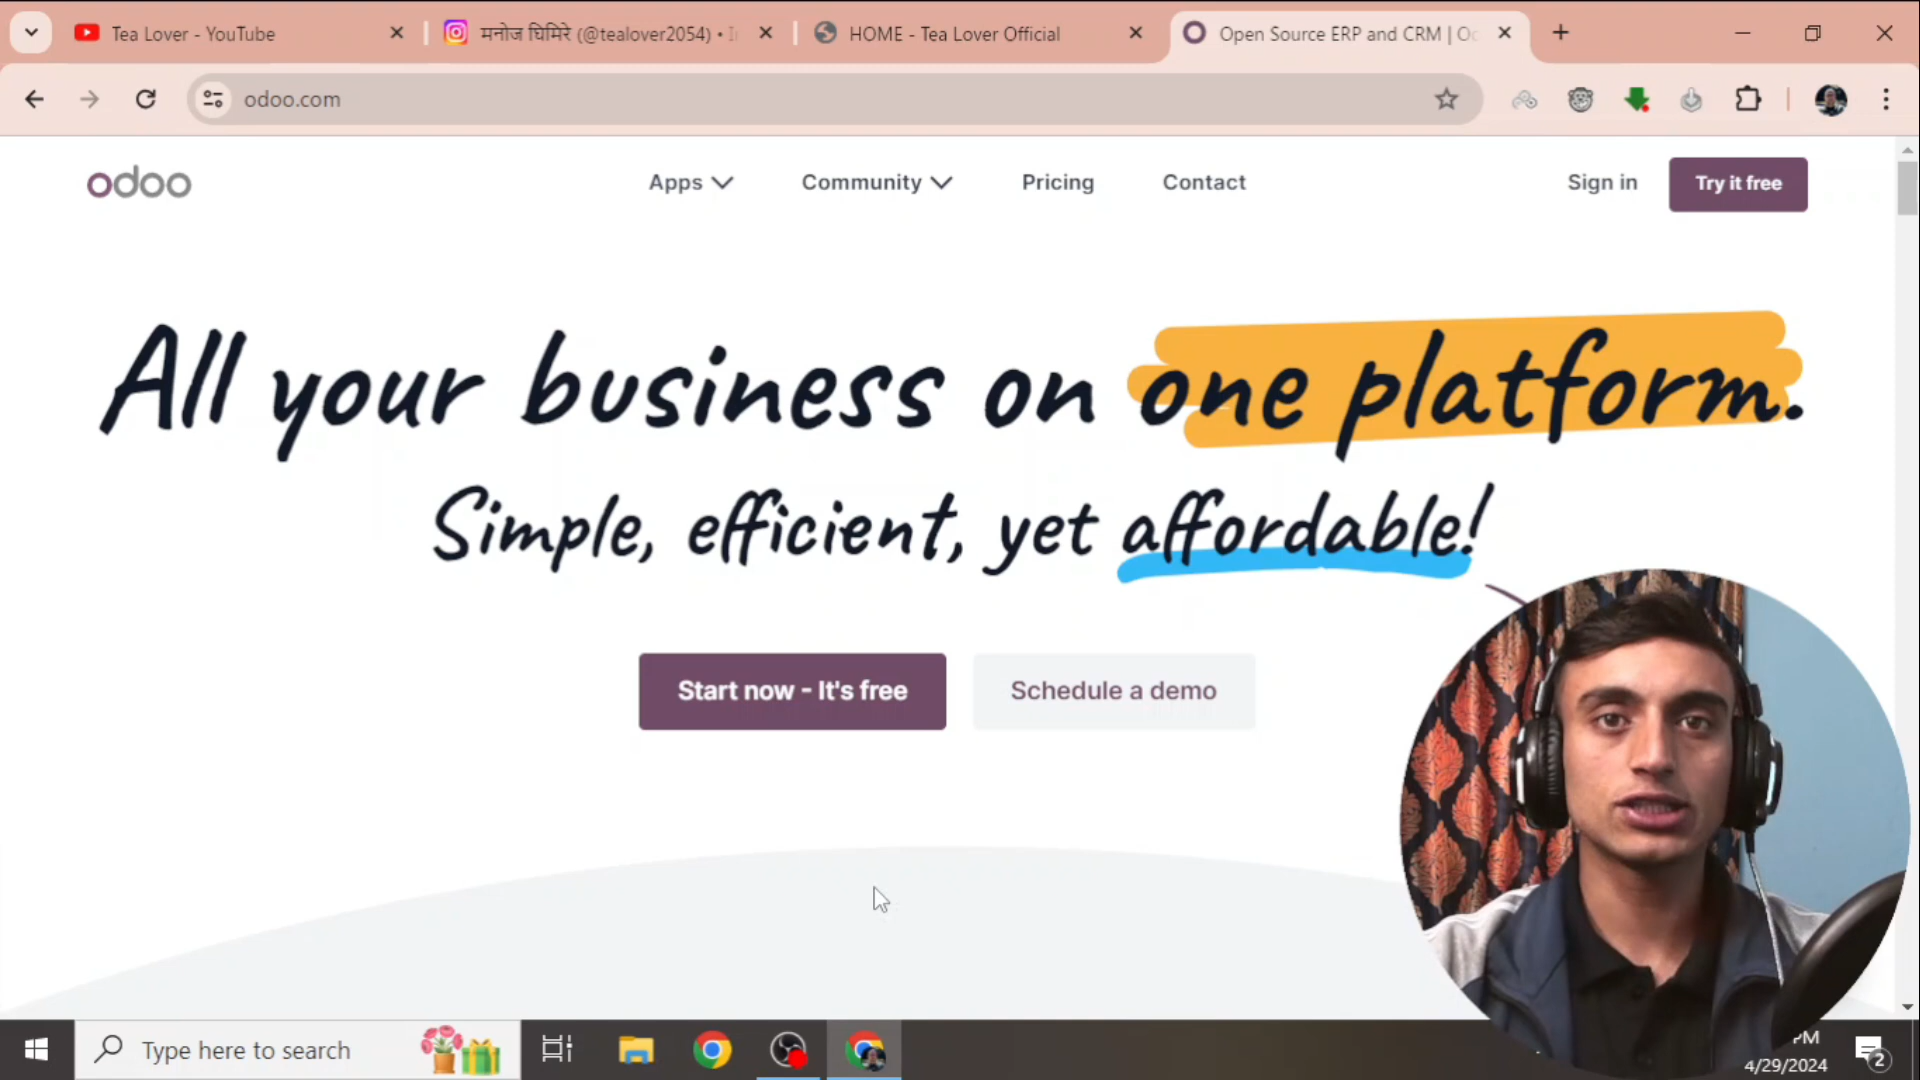 Tea Lover - YouTube
मनोज घिमिरे (@tealover2054) •
HOME - Tea Lover Official
Open Source ERP and CRM |
odoo.com
odoo
Apps
Community
Pricing
Contact
Sign in
Try it free
All your business on one platform.
Simple, efficient, yet affordable!
Start now - It's free
Schedule a demo
Type here to search
PM
4/29/2024
2